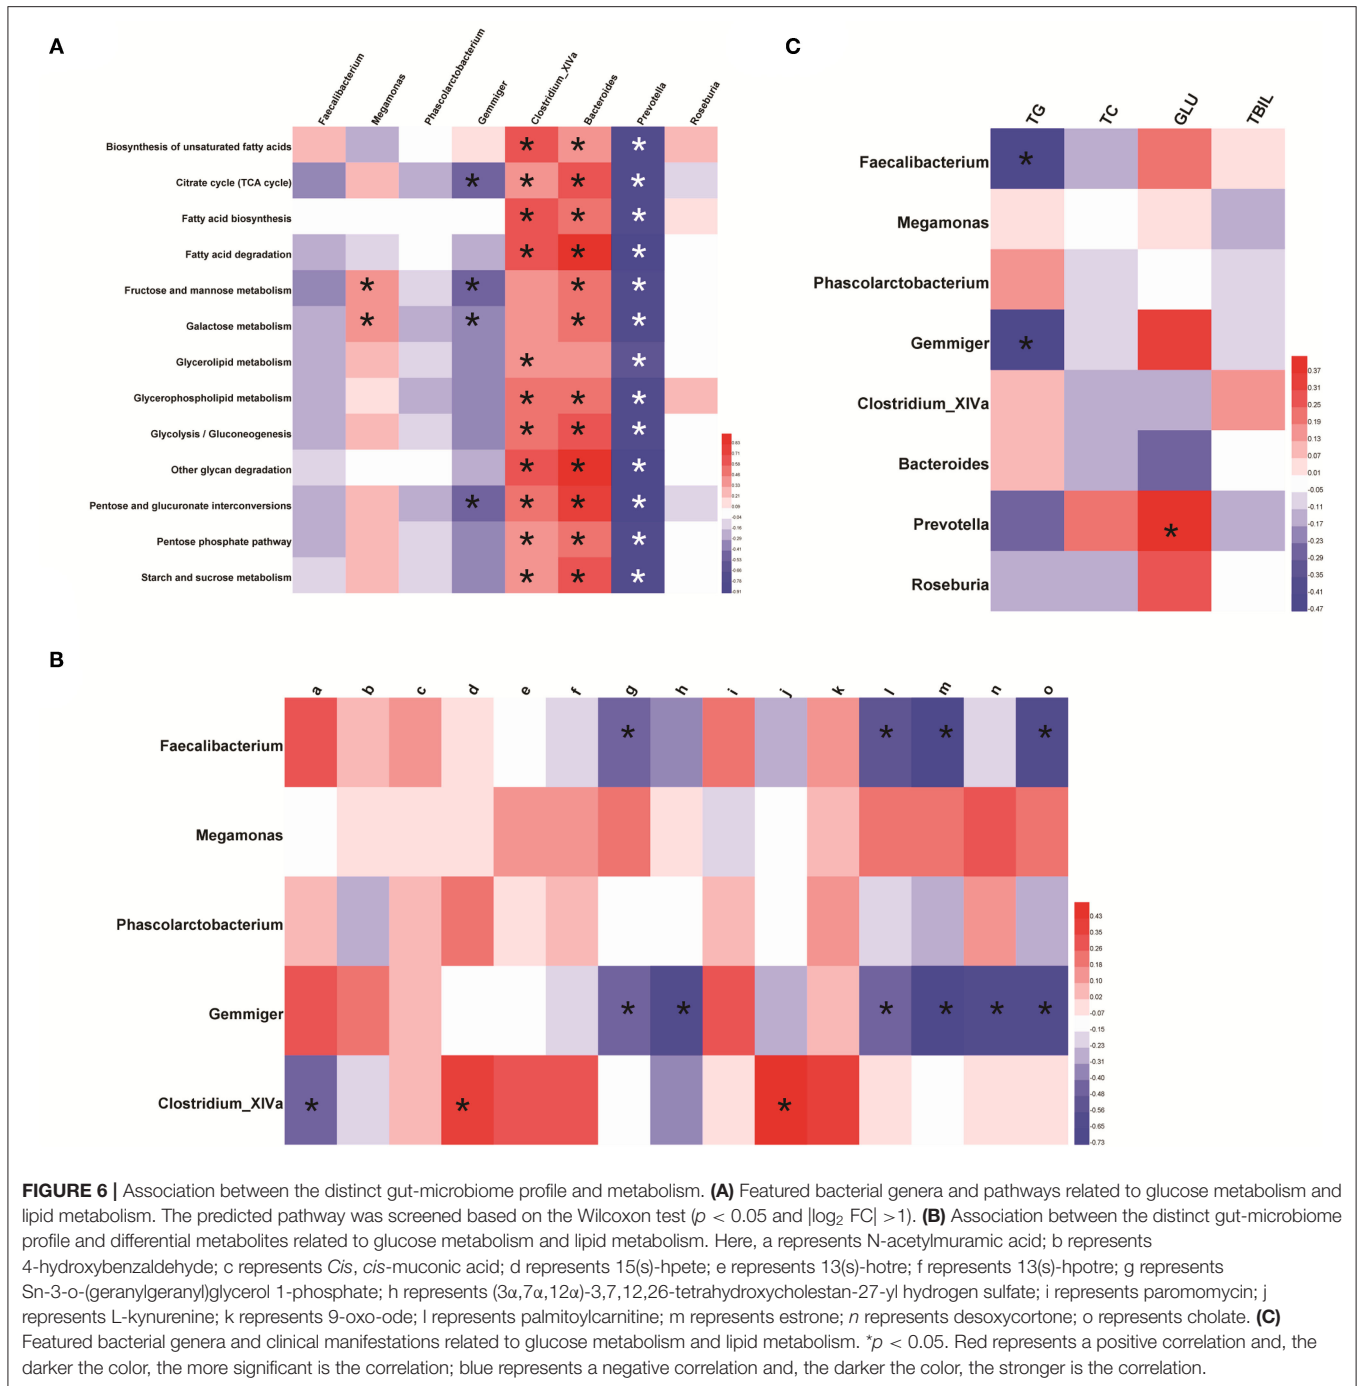 A
Faecalibacterium
Megamonas
Phascolarctobacterium
Gemmiger
Clostridium_XIVa
Bacteroides
Prevotella
Roseburia
Biosynthesis of unsaturated fatty acids
* * *
Citrate cycle (TCA cycle)
* * * *
Fatty acid biosynthesis
* * *
Fatty acid degradation
* * *
Fructose and mannose metabolism
* * * *
Galactose metabolism
* * * *
Glycerolipid metabolism
* *
Glycerophospholipid metabolism
* * *
Glycolysis / Gluconeogenesis
* * *
Other glycan degradation
* * *
Pentose and glucuronate interconversions
* * * *
Pentose phosphate pathway
* * *
Starch and sucrose metabolism
* * *
C
TG
TC
GLU
TBIL
Faecalibacterium
*
Megamonas
Phascolarctobacterium
Gemmiger
*
Clostridium_XIVa
Bacteroides
Prevotella
*
Roseburia
0.37
0.31
0.25
0.19
0.13
0.07
0.01
-0.05
-0.11
-0.17
-0.23
-0.29
-0.35
-0.41
-0.47
B
a b c d e f g h i j k l m n o
Faecalibacterium
* * * *
Megamonas
Phascolarctobacterium
Gemmiger
* * * * * *
Clostridium_XIVa
* * *
0.43
0.35
0.26
0.18
0.10
0.02
-0.07
-0.15
-0.23
-0.31
-0.40
-0.48
-0.56
-0.65
-0.73
FIGURE 6 | Association between the distinct gut-microbiome profile and metabolism. (A) Featured bacterial genera and pathways related to glucose metabolism and
lipid metabolism. The predicted pathway was screened based on the Wilcoxon test (p < 0.05 and |log₂ FC| >1). (B) Association between the distinct gut-microbiome
profile and differential metabolites related to glucose metabolism and lipid metabolism. Here, a represents N-acetylmuramic acid; b represents
4-hydroxybenzaldehyde; c represents Cis, cis-muconic acid; d represents 15(s)-hpete; e represents 13(s)-hotre; f represents 13(s)-hpotre; g represents
Sn-3-o-(geranylgeranyl)glycerol 1-phosphate; h represents (3α,7α,12α)-3,7,12,26-tetrahydroxycholestan-27-yl hydrogen sulfate; i represents paromomycin; j
represents L-kynurenine; k represents 9-oxo-ode; l represents palmitoylcarnitine; m represents estrone; n represents desoxycortone; o represents cholate. (C)
Featured bacterial genera and clinical manifestations related to glucose metabolism and lipid metabolism. *p < 0.05. Red represents a positive correlation and, the
darker the color, the more significant is the correlation; blue represents a negative correlation and, the darker the color, the stronger is the correlation.